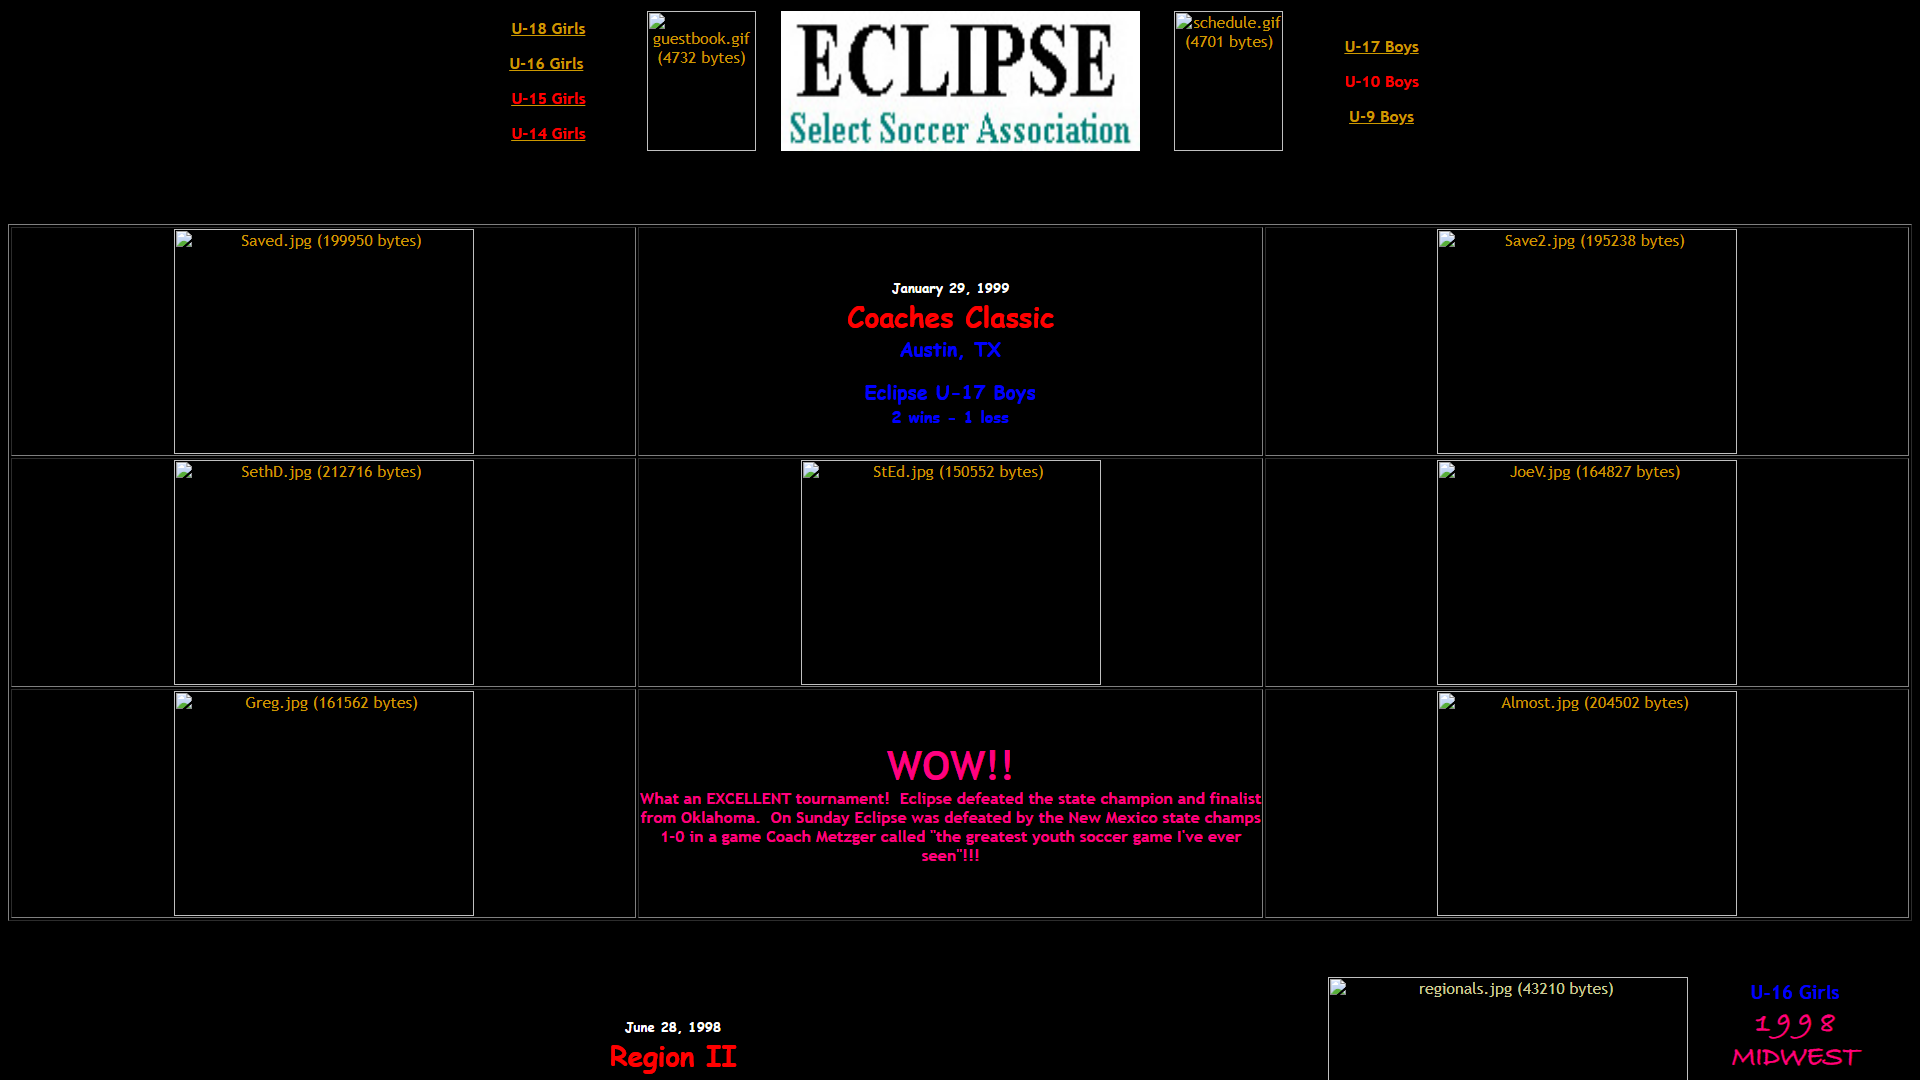 U-18 Girls
U-16 Girls
U-15 Girls
U-14 Girls
guestbook.gif
(4732 bytes)
ECLIPSE
Select Soccer Association
schedule.gif
(4701 bytes)
U-17 Boys
U-10 Boys
U-9 Boys
Saved.jpg (199950 bytes)
January 29, 1999
Coaches Classic
Austin, TX
Eclipse U-17 Boys
2 wins - 1 loss
Save2.jpg (195238 bytes)
SethD.jpg (212716 bytes)
StEd.jpg (150552 bytes)
JoeV.jpg (164827 bytes)
Greg.jpg (161562 bytes)
WOW!!
What an EXCELLENT tournament!  Eclipse defeated the state champion and finalist
from Oklahoma.  On Sunday Eclipse was defeated by the New Mexico state champs
1-0 in a game Coach Metzger called "the greatest youth soccer game I've ever
seen"!!!
Almost.jpg (204502 bytes)
June 28, 1998
Region II
regionals.jpg (43210 bytes)
U-16 Girls
1998
MIDWEST